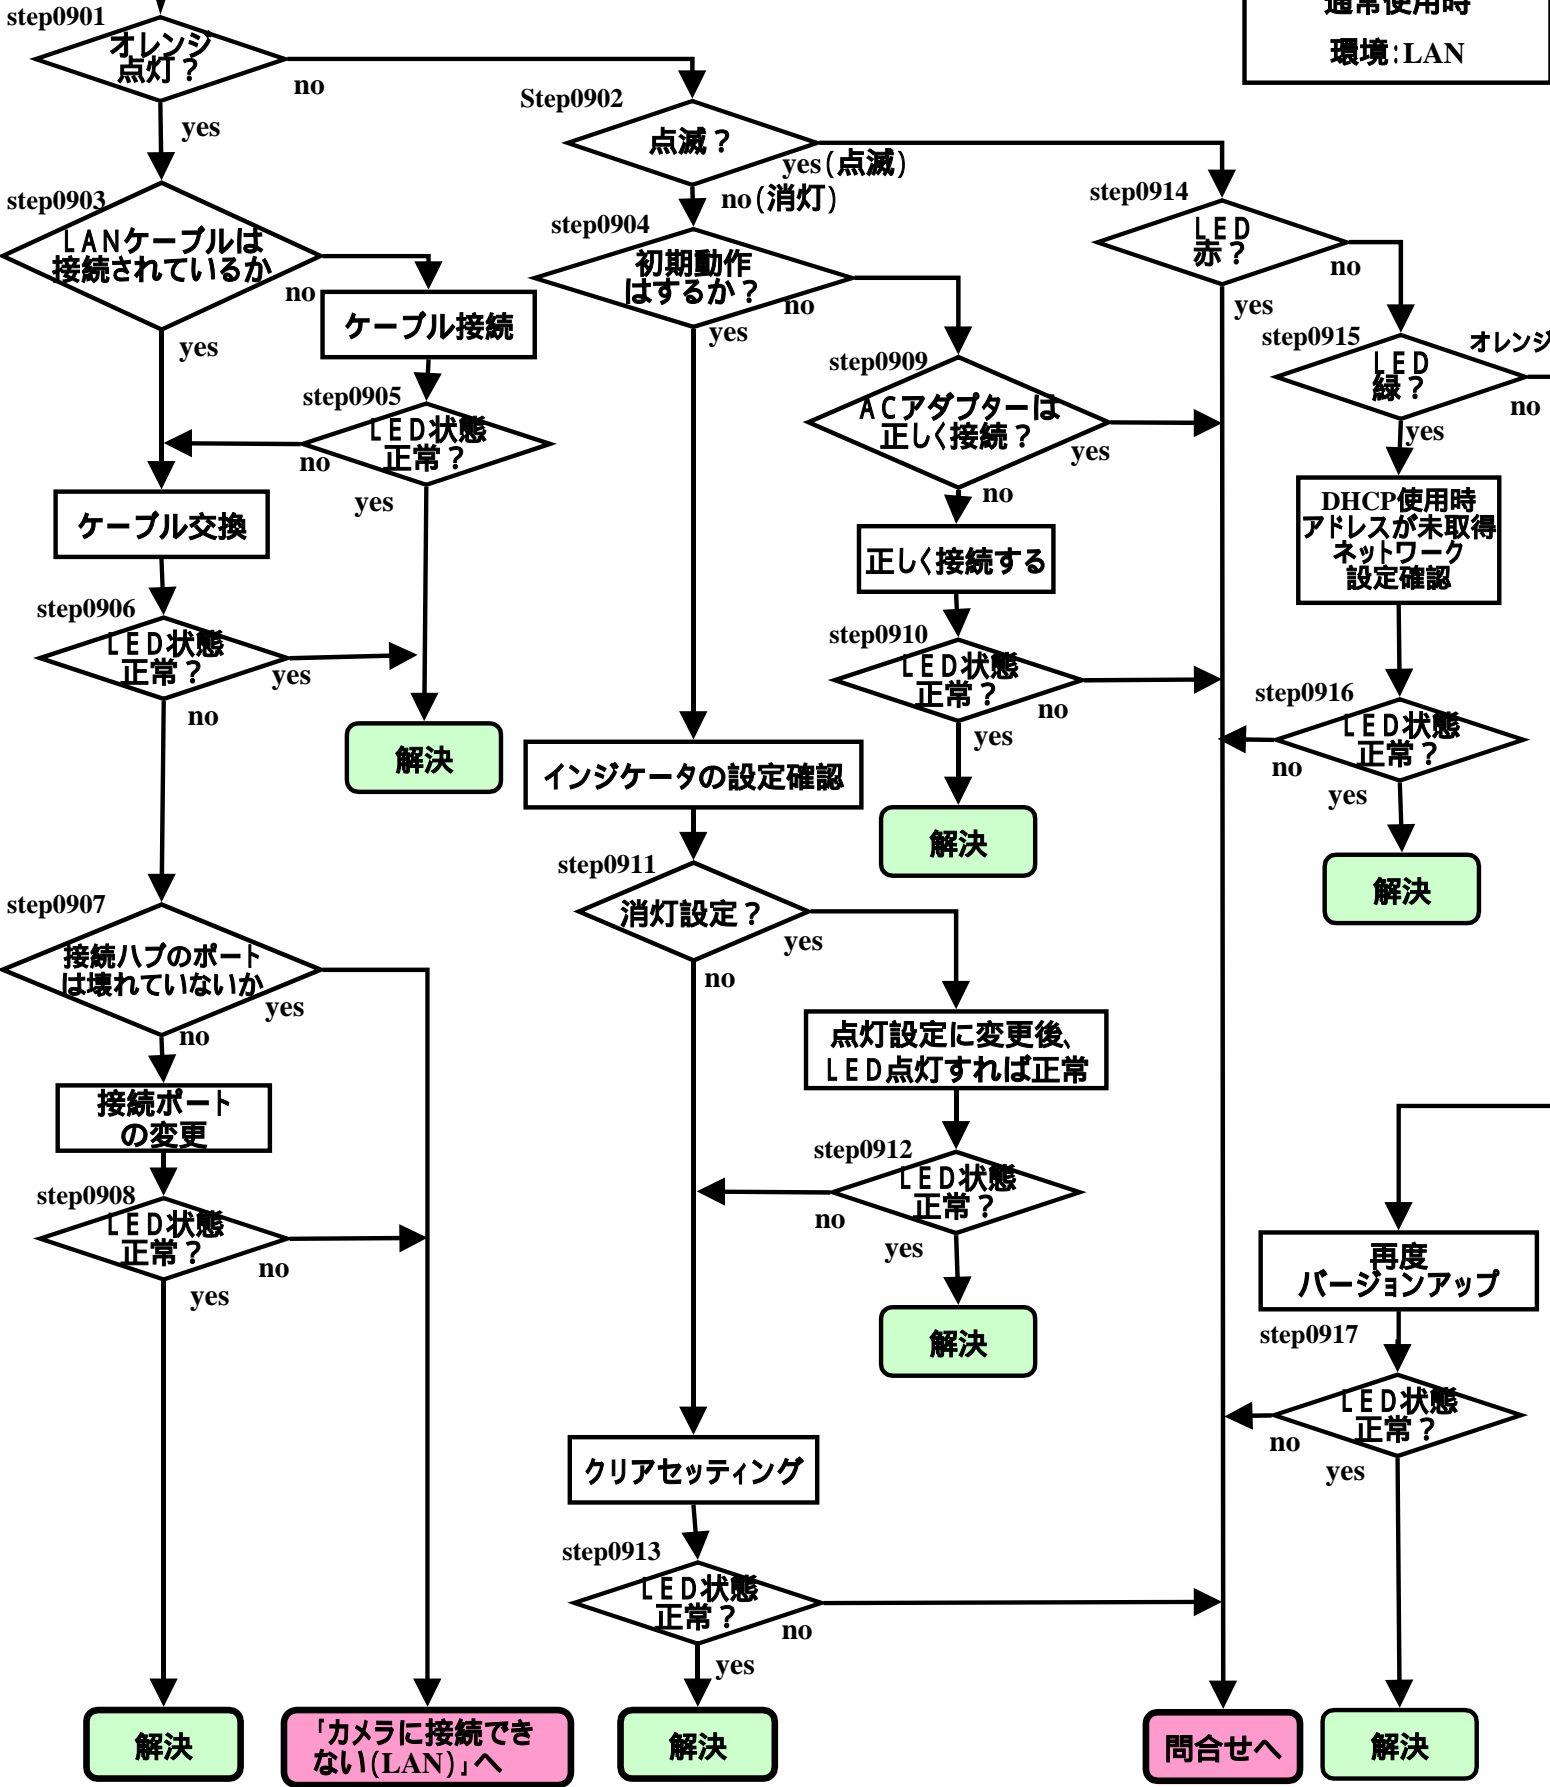 step0901
オレンジ
点灯？
no
yes
通常使用時
環境：LAN
Step0902
点滅？
yes（点滅）
no（消灯）
step0903
ＬＡＮケーブルは
接続されているか
no
yes
ケーブル接続
step0904
初期動作
はするか？
no
yes
step0914
ＬＥＤ
赤？
no
yes
step0915
ＬＥＤ
緑？
オレンジ
no
yes
step0905
ＬＥＤ状態
正常？
no
yes
step0909
ＡＣアダプターは
正しく接続？
yes
no
ケーブル交換
正しく接続する
DHCP使用時
アドレスが未取得
ネットワーク
設定確認
step0906
ＬＥＤ状態
正常？
yes
no
解決
step0910
ＬＥＤ状態
正常？
no
yes
解決
step0916
ＬＥＤ状態
正常？
no
yes
解決
インジケータの設定確認
step0911
消灯設定？
yes
no
step0907
接続ハブのポート
は壊れていないか
yes
no
接続ポート
の変更
点灯設定に変更後、
ＬＥＤ点灯すれば正常
step0908
ＬＥＤ状態
正常？
no
yes
step0912
ＬＥＤ状態
正常？
no
yes
解決
再度
バージョンアップ
step0917
ＬＥＤ状態
正常？
no
yes
クリアセッティング
step0913
ＬＥＤ状態
正常？
no
yes
解決
「カメラに接続でき
ない（LAN）」へ
解決
問合せへ
解決